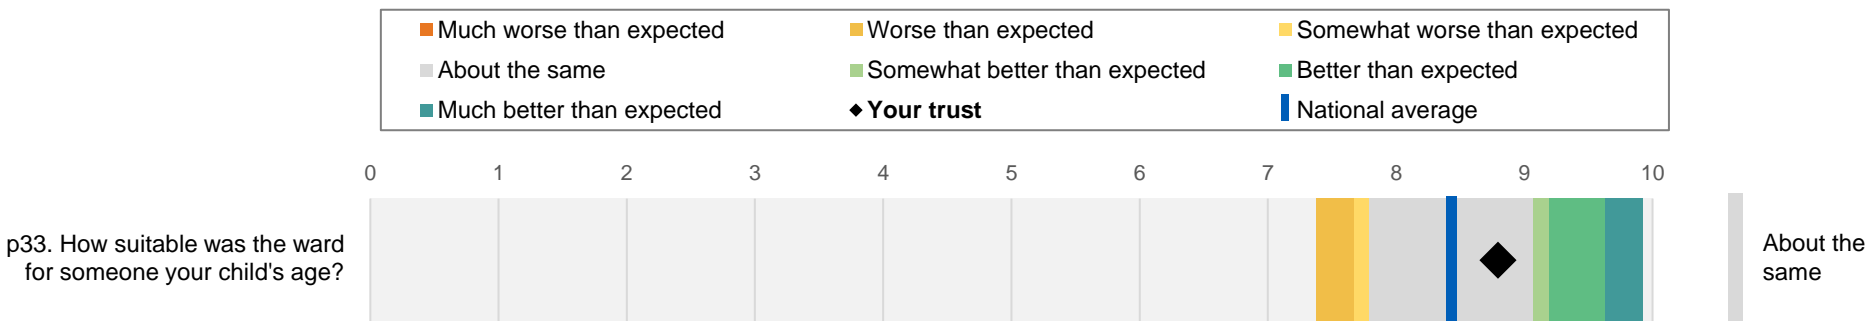 Much worse than expected
Worse than expected
Somewhat worse than expected
About the same
Somewhat better than expected
Better than expected
Much better than expected
Your trust
National average
0 1 2 3 4 5 6 7 8 9 10
p33. How suitable was the ward
for someone your child's age?
About the
same